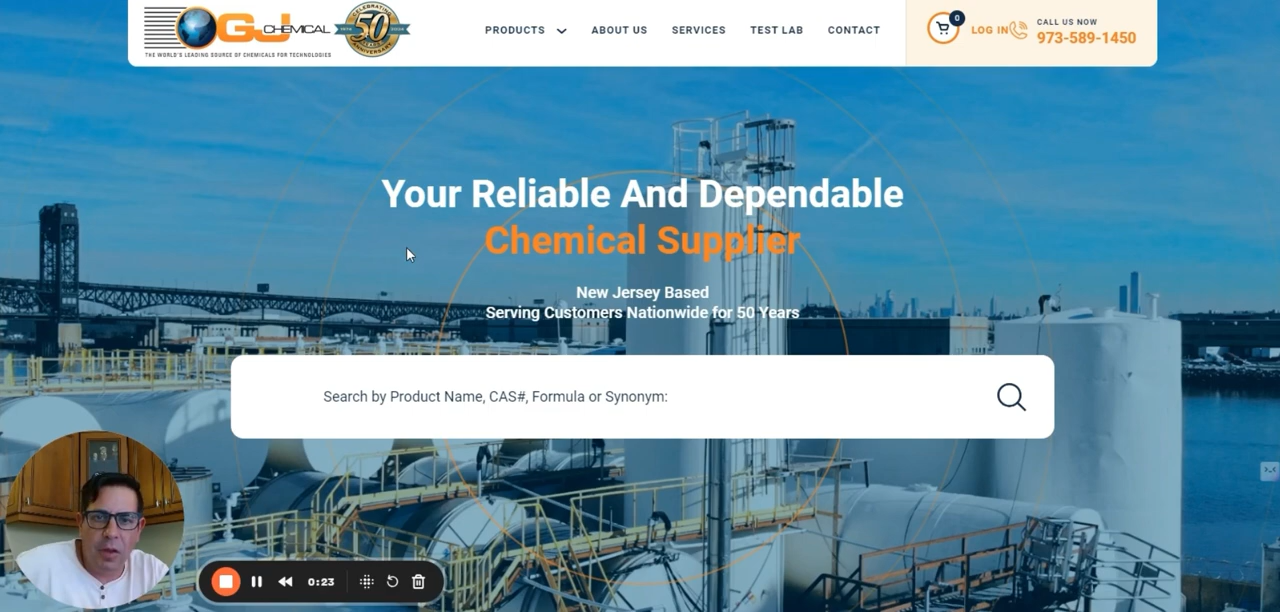 GJ CHEMICAL
THE WORLD'S LEADING SOURCE OF CHEMICALS FOR TECHNOLOGIES
CELEBRATING
50
YEARS
ANNIVERSARY
PRODUCTS
ABOUT US
SERVICES
TEST LAB
CONTACT
0
LOG IN
CALL US NOW
973-589-1450
Your Reliable And Dependable
Chemical Supplier
New Jersey Based
Serving Customers Nationwide for 50 Years
Search by Product Name, CAS#, Formula or Synonym:
0:23